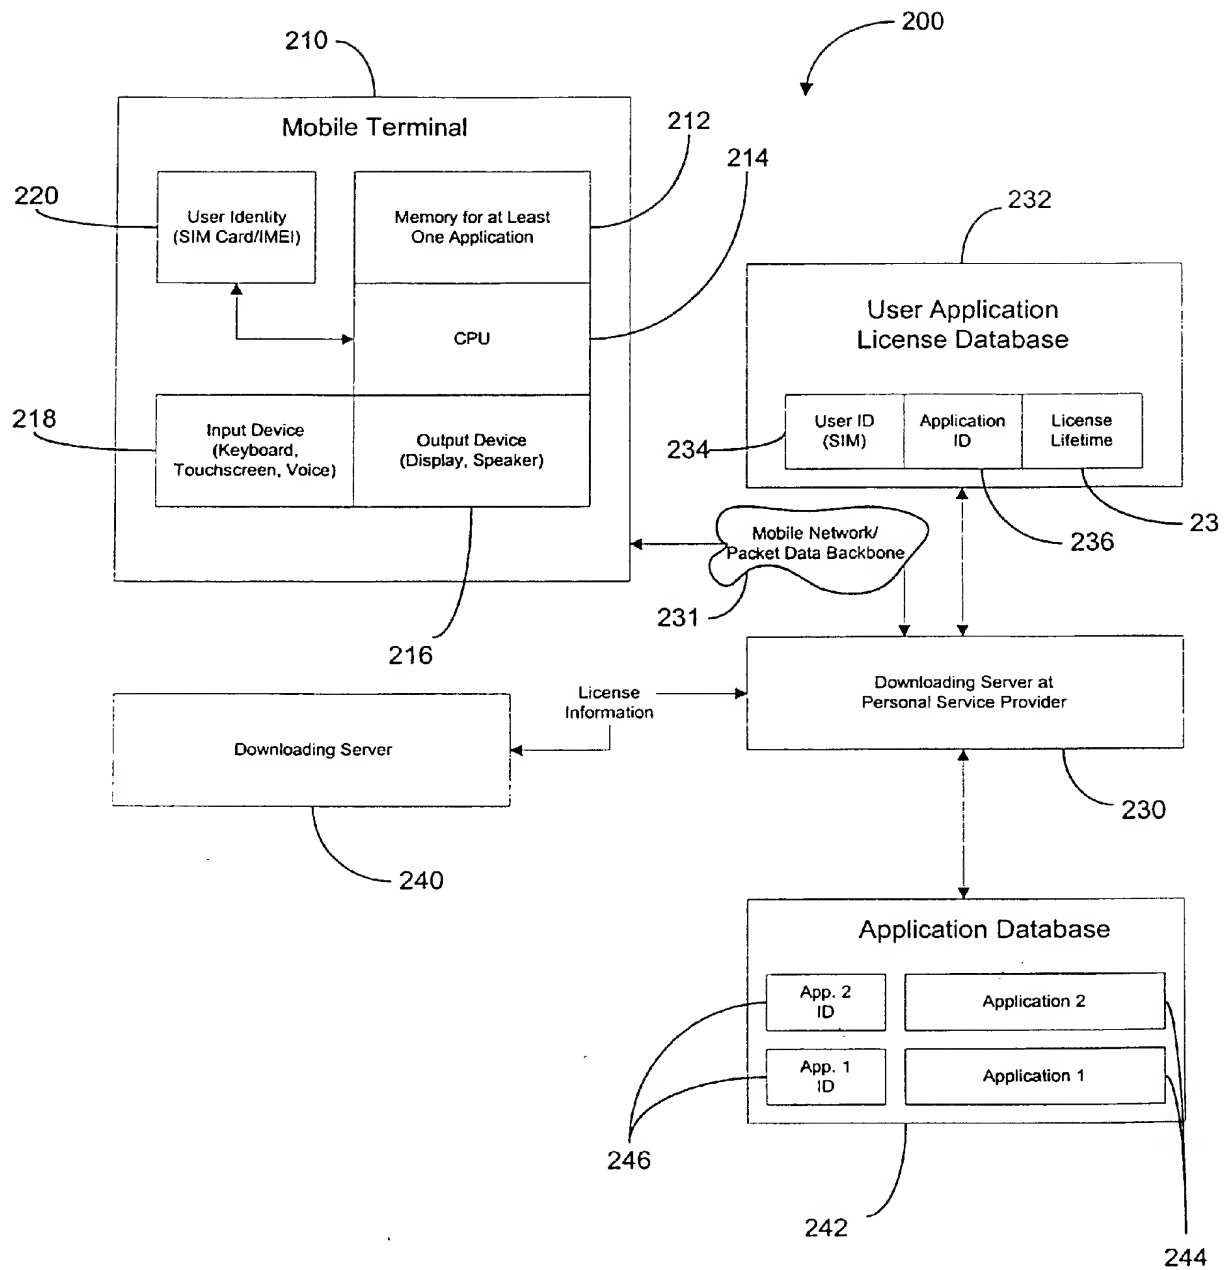 200
210
Mobile Terminal
212
214
220
User Identity
(SIM Card/IMEI)
Memory for at Least
One Application
232
CPU
User Application
License Database
218
Input Device
(Keyboard,
Touchscreen, Voice)
Output Device
(Display, Speaker)
234
User ID
(SIM)
Application
ID
License
Lifetime
23
236
Mobile Network/
Packet Data Backbone
231
216
Downloading Server
License
Information
Downloading Server at
Personal Service Provider
230
240
Application Database
App. 2
ID
Application 2
App. 1
ID
Application 1
246
242
244